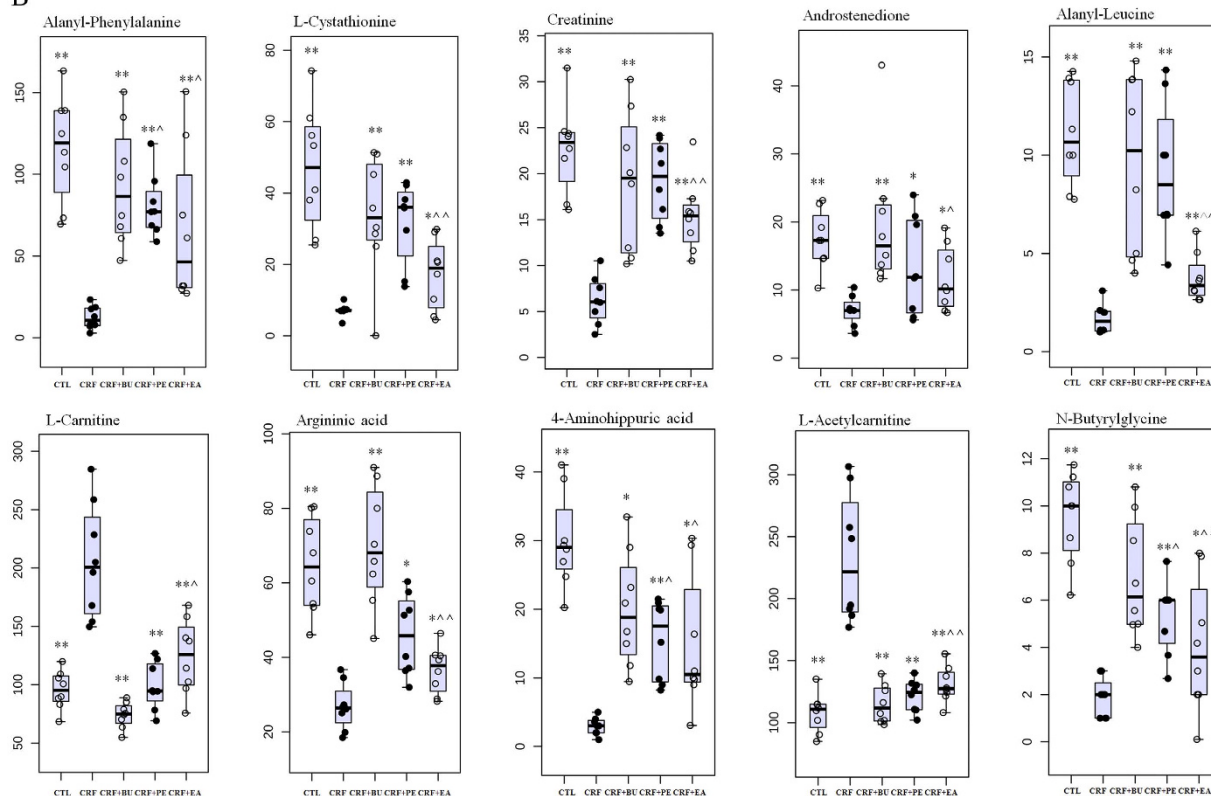 B
Alanyl-Phenylalanine
0 50 100 150
** ** **^ **^
CTL CRF CRF+BU CRF+PE CRF+EA
L-Cystathionine
0 20 40 60 80
** ** ** *^^
CTL CRF CRF+BU CRF+PE CRF+EA
Creatinine
0 5 10 15 20 25 30 35
** ** ** **^^
CTL CRF CRF+BU CRF+PE CRF+EA
Androstenedione
0 10 20 30 40
** ** * *^
CTL CRF CRF+BU CRF+PE CRF+EA
Alanyl-Leucine
0 5 10 15
** ** ** **^^
CTL CRF CRF+BU CRF+PE CRF+EA
L-Carnitine
50 100 150 200 250 300
** ** ** **^
CTL CRF CRF+BU CRF+PE CRF+EA
Argininic acid
20 40 60 80 100
** ** * *^^
CTL CRF CRF+BU CRF+PE CRF+EA
4-Aminohippuric acid
0 10 20 30 40
** * **^ *^
CTL CRF CRF+BU CRF+PE CRF+EA
L-Acetylcarnitine
100 150 200 250 300
** ** ** **^^
CTL CRF CRF+BU CRF+PE CRF+EA
N-Butyrylglycine
0 2 4 6 8 10 12
** ** **^ *^^
CTL CRF CRF+BU CRF+PE CRF+EA